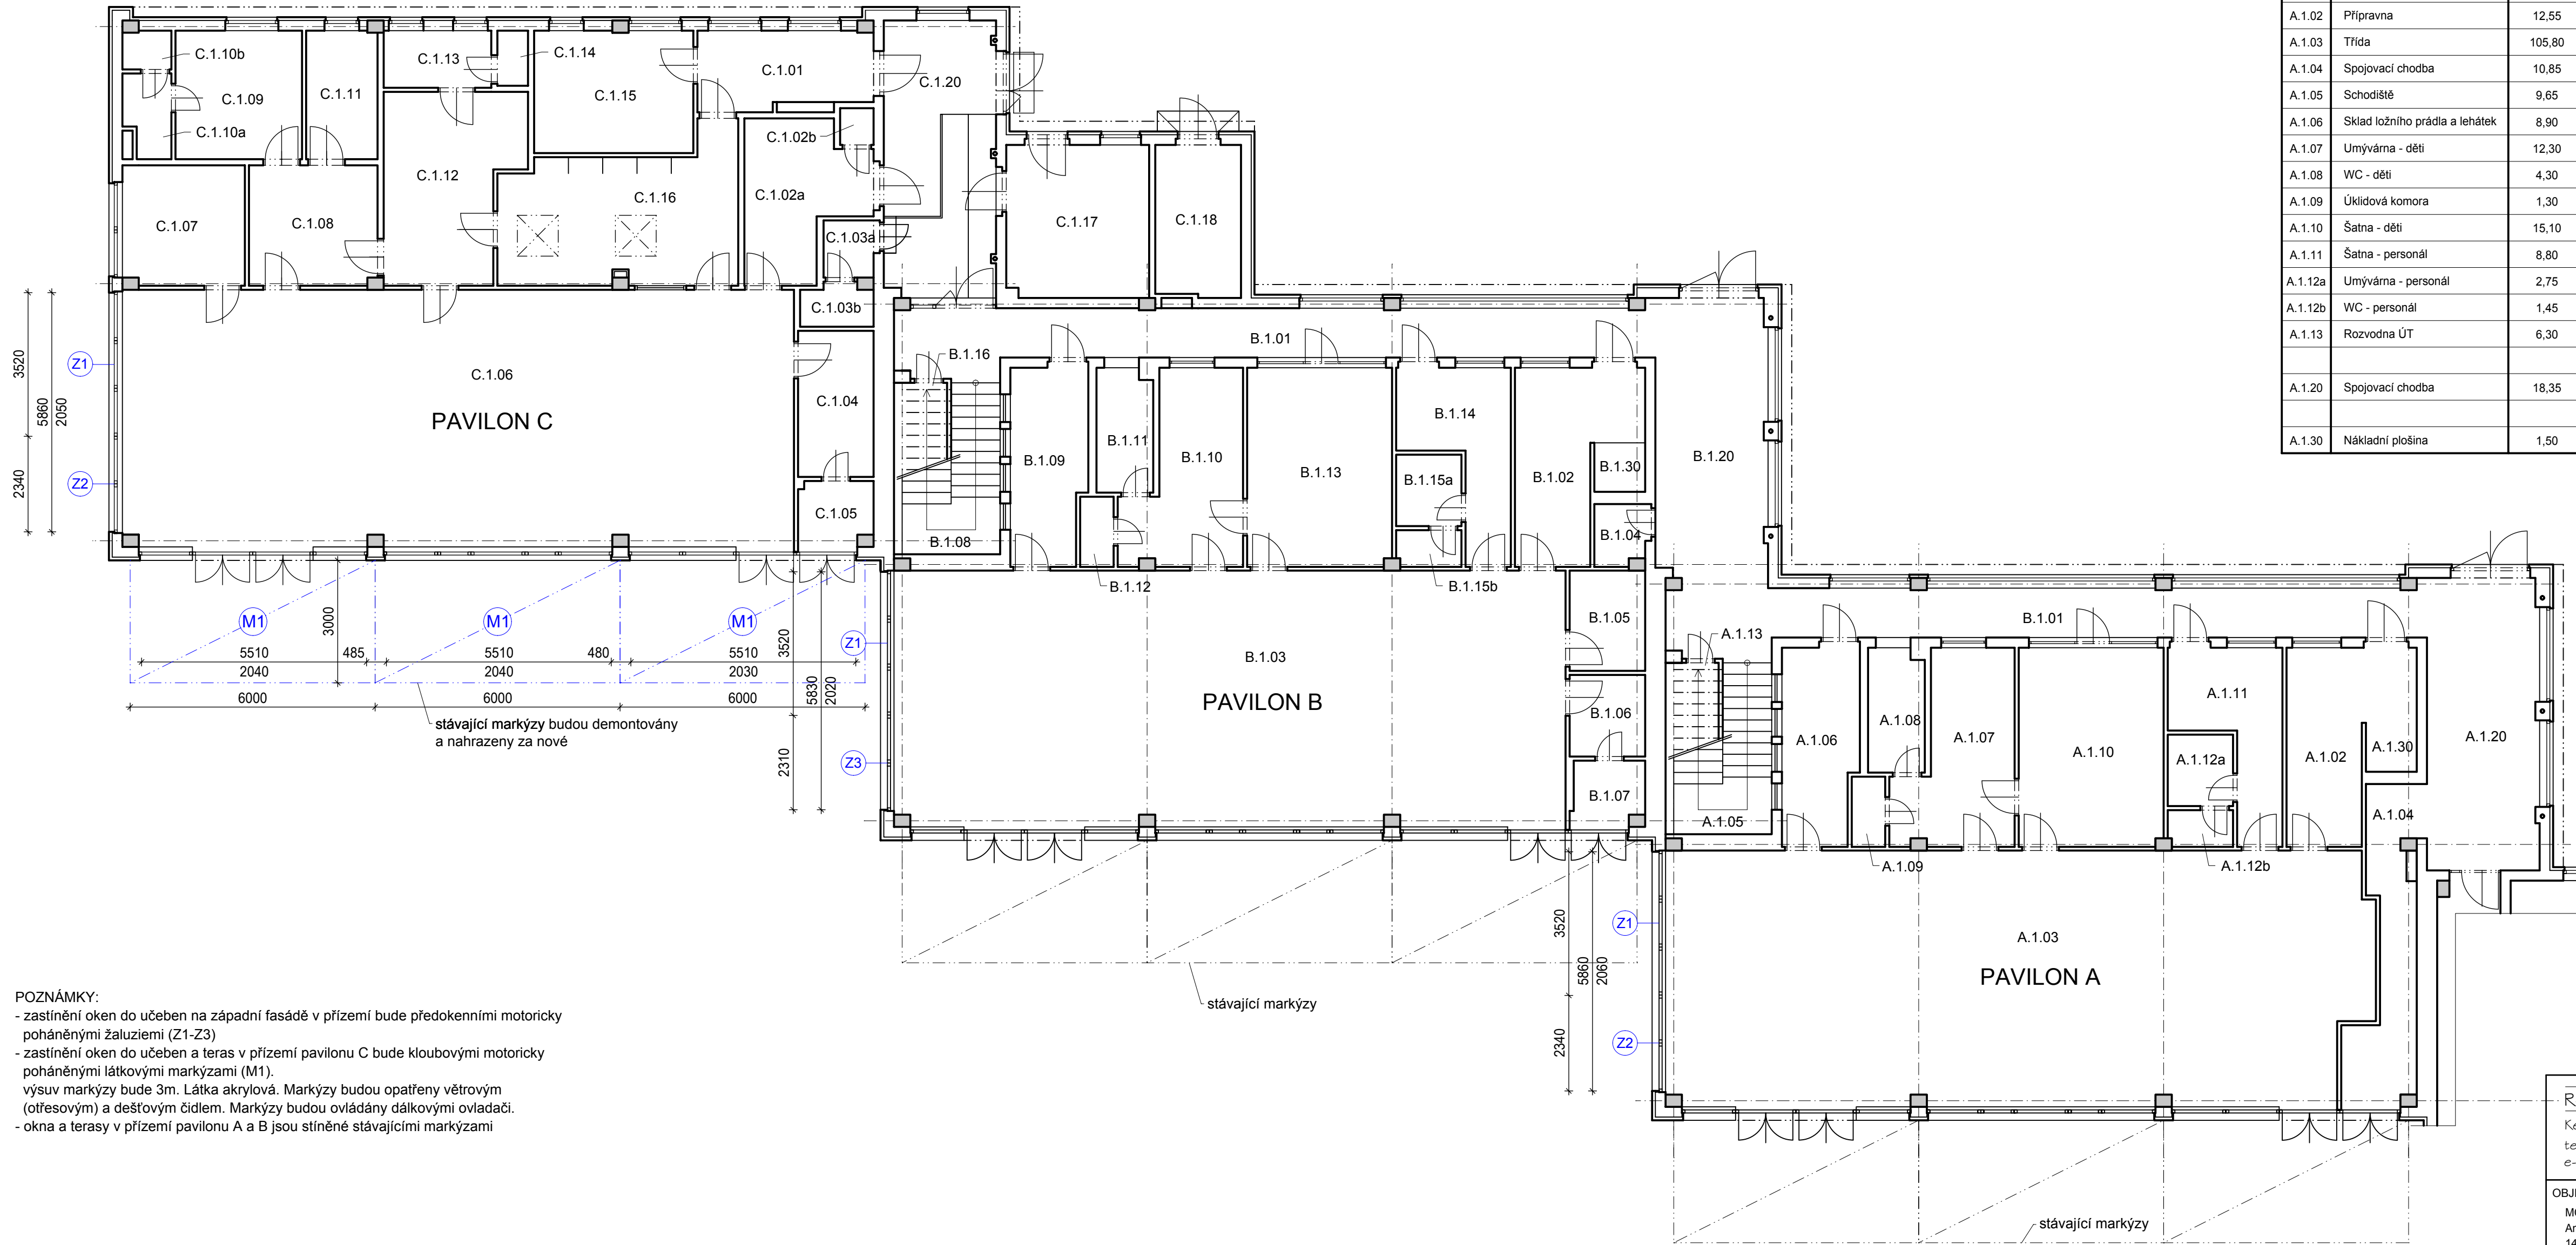 C.1.10b
C.1.13
C.1.14
C.1.01
C.1.20
C.1.09
C.1.11
C.1.15
C.1.10a
C.1.02b
C.1.12
C.1.16
C.1.02a
C.1.07
C.1.08
C.1.03a
C.1.17
C.1.18
C.1.03b
C.1.06
PAVILON C
C.1.04
C.1.05
Z1
Z2
3520
5860
2050
2340
M1
M1
M1
3000
5510
485
5510
480
5510
2040
2040
2030
6000
6000
6000
stávající markýzy budou demontovány
a nahrazeny za nové
3520
5830
2020
2310
Z1
Z3
B.1.01
B.1.16
B.1.14
B.1.11
B.1.09
B.1.10
B.1.13
B.1.15a
B.1.02
B.1.30
B.1.20
B.1.08
B.1.04
B.1.12
B.1.15b
B.1.05
B.1.03
PAVILON B
B.1.06
B.1.07
stávající markýzy
3520
5860
2060
2340
Z1
Z2
B.1.01
A.1.13
A.1.11
A.1.08
A.1.06
A.1.07
A.1.10
A.1.12a
A.1.02
A.1.30
A.1.20
A.1.05
A.1.04
A.1.09
A.1.12b
A.1.03
PAVILON A
stávající markýzy
A.1.02 Přípravna 12,55
A.1.03 Třída 105,80
A.1.04 Spojovací chodba 10,85
A.1.05 Schodiště 9,65
A.1.06 Sklad ložního prádla a lehátek 8,90
A.1.07 Umývárna - děti 12,30
A.1.08 WC - děti 4,30
A.1.09 Úklidová komora 1,30
A.1.10 Šatna - děti 15,10
A.1.11 Šatna - personál 8,80
A.1.12a Umývárna - personál 2,75
A.1.12b WC - personál 1,45
A.1.13 Rozvodna ÚT 6,30
A.1.20 Spojovací chodba 18,35
A.1.30 Nákladní plošina 1,50
POZNÁMKY:
- zastínění oken do učeben na západní fasádě v přízemí bude předokenními motoricky
poháněnými žaluziemi (Z1-Z3)
- zastínění oken do učeben a teras v přízemí pavilonu C bude kloubovými motoricky
poháněnými látkovými markýzami (M1).
výsuv markýzy bude 3m. Látka akrylová. Markýzy budou opatřeny větrovým
(otřesovým) a dešťovým čidlem. Markýzy budou ovládány dálkovými ovladači.
- okna a terasy v přízemí pavilonu A a B jsou stíněné stávajícími markýzami